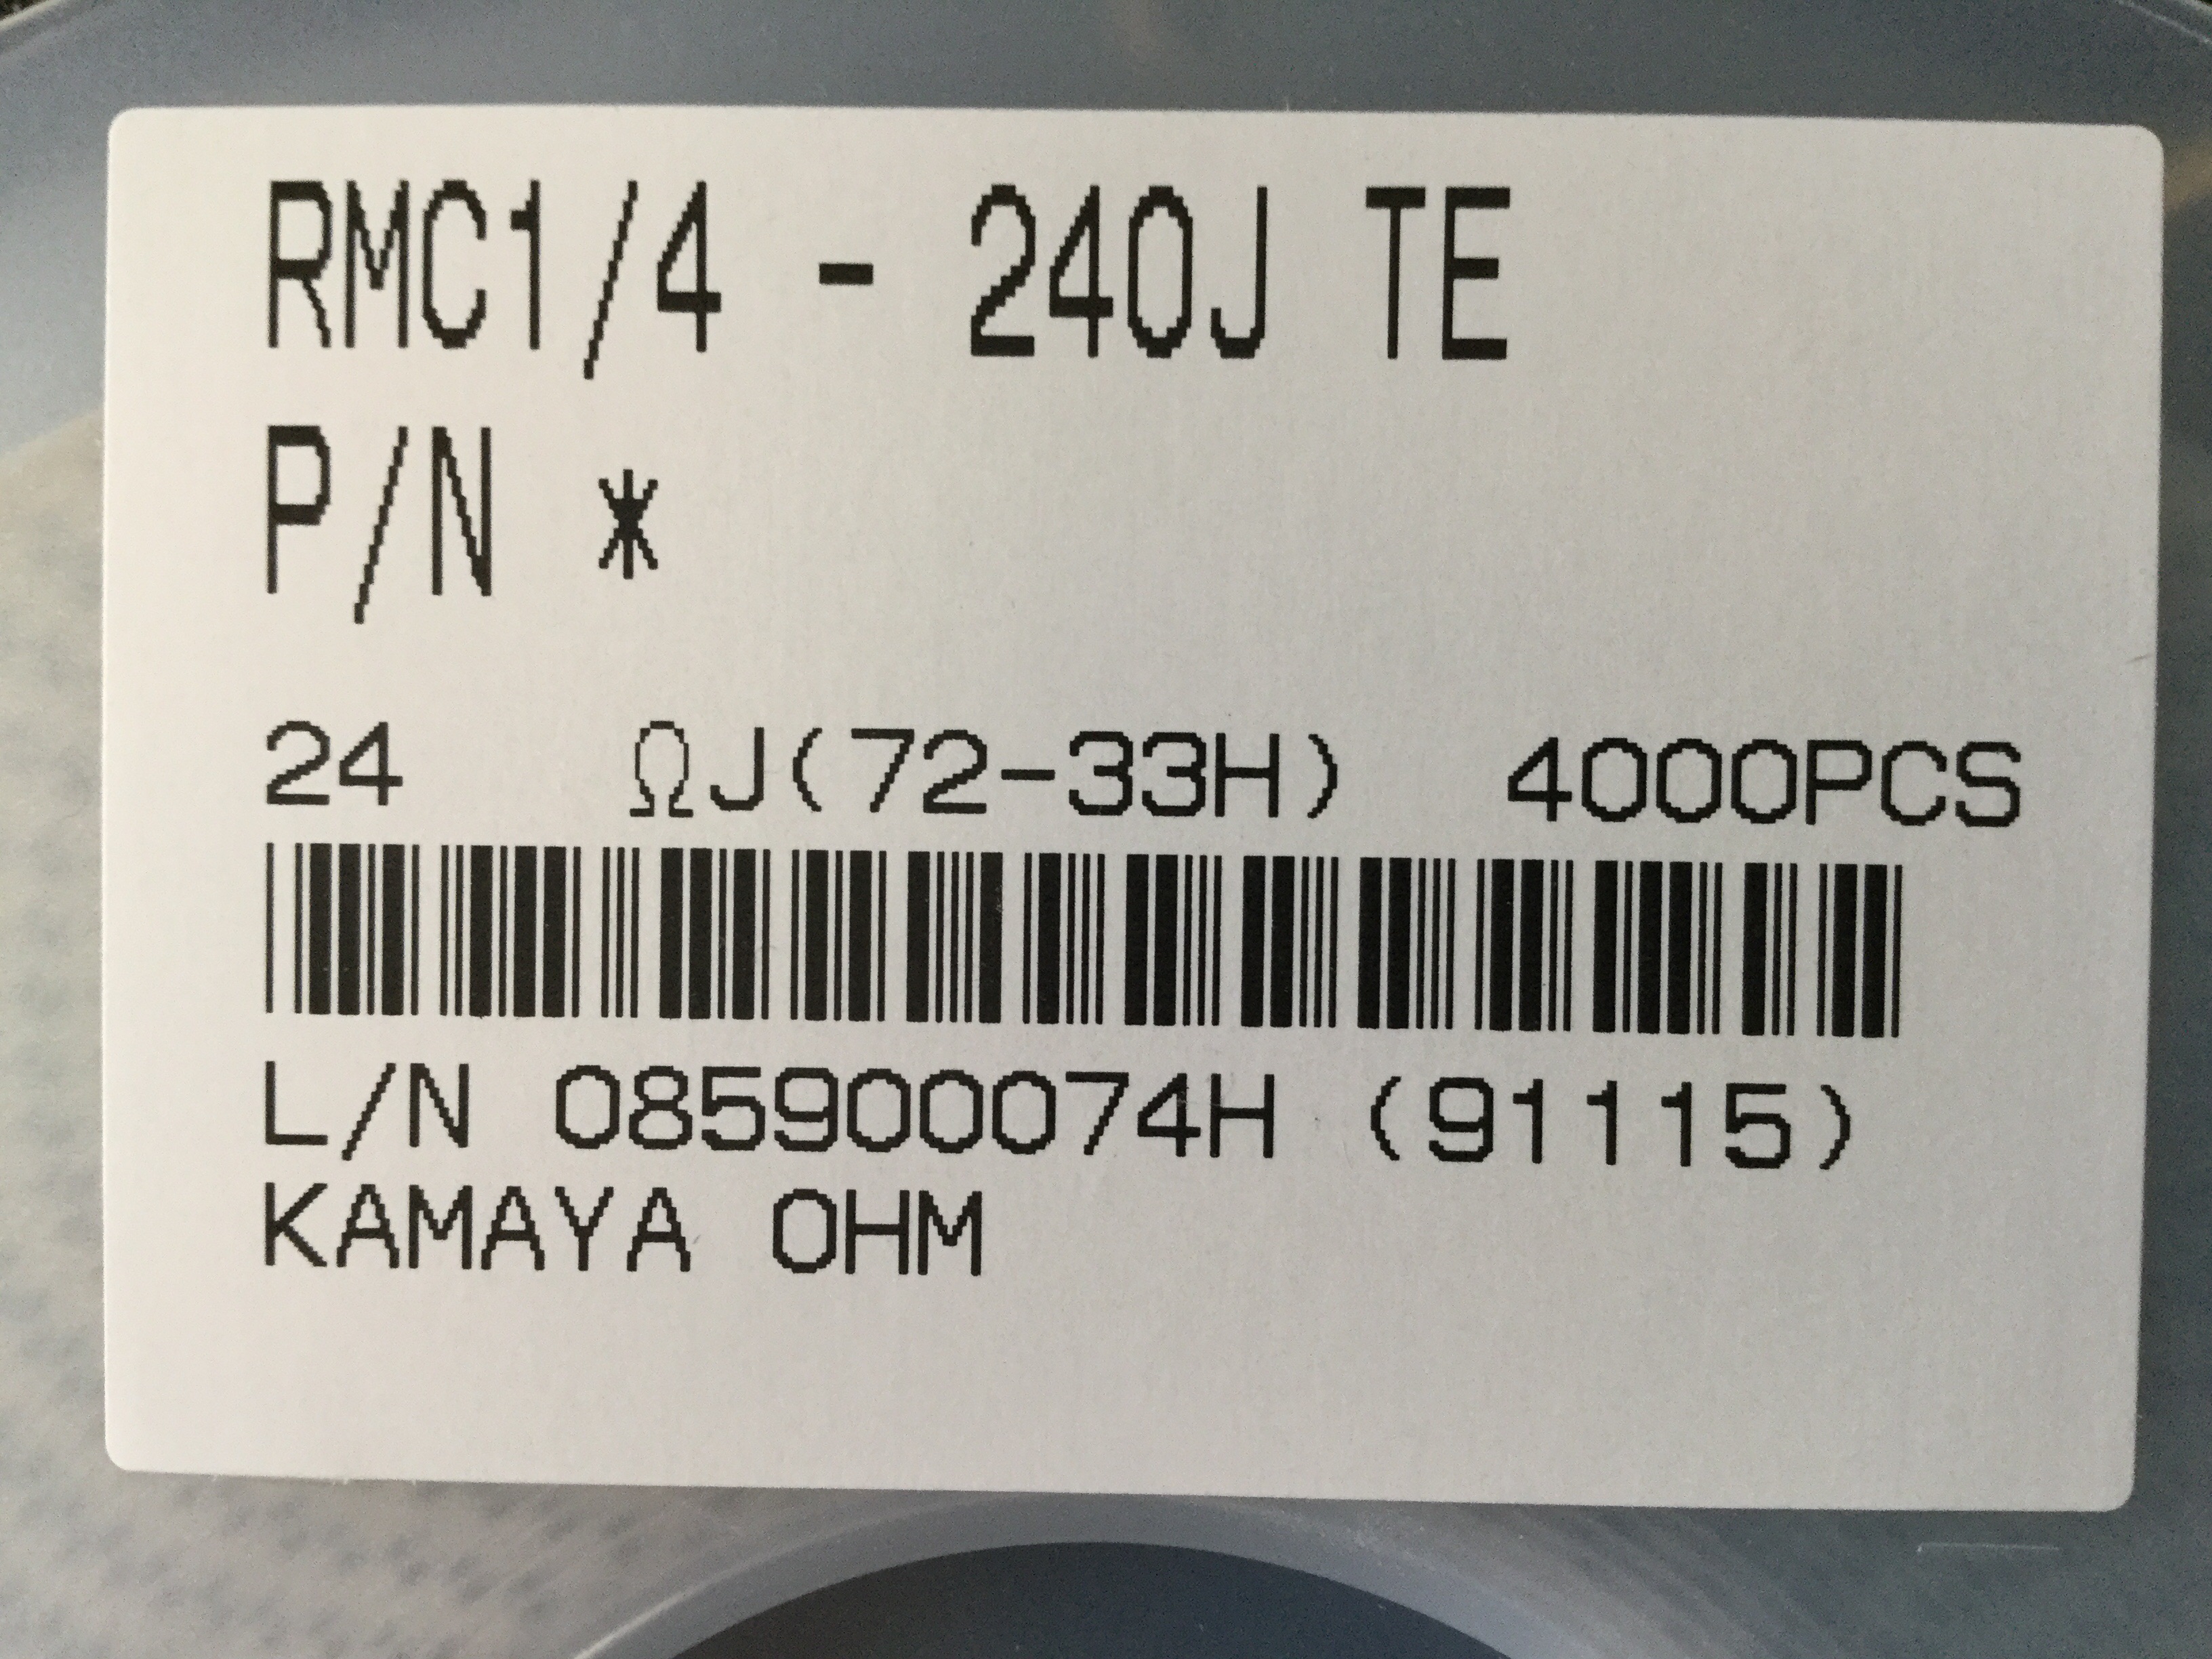 RMC1/4 - 240J TE
P/N *
24 ΩJ(72-33H) 4000PCS
L/N 085900074H (91115)
KAMAYA OHM